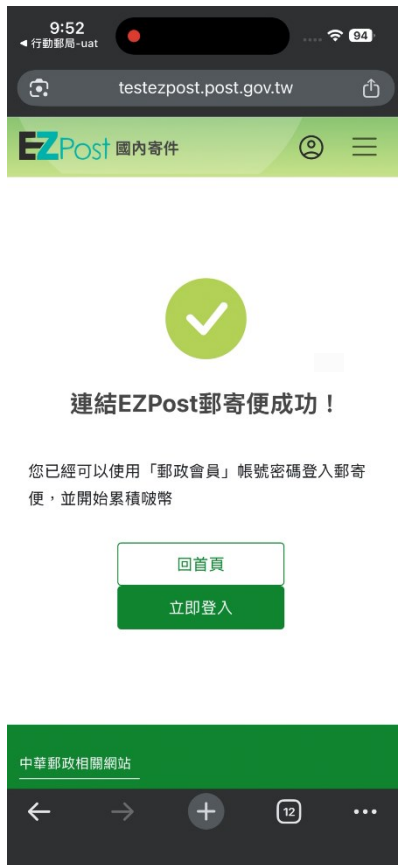 9:52
94
◀ 行動郵局-uat
testezpost.post.gov.tw
EZPost 國內寄件
連結EZPost郵寄便成功！
您已經可以使用「郵政會員」帳號密碼登入郵寄
便，並開始累積啵幣
回首頁
立即登入
中華郵政相關網站
12